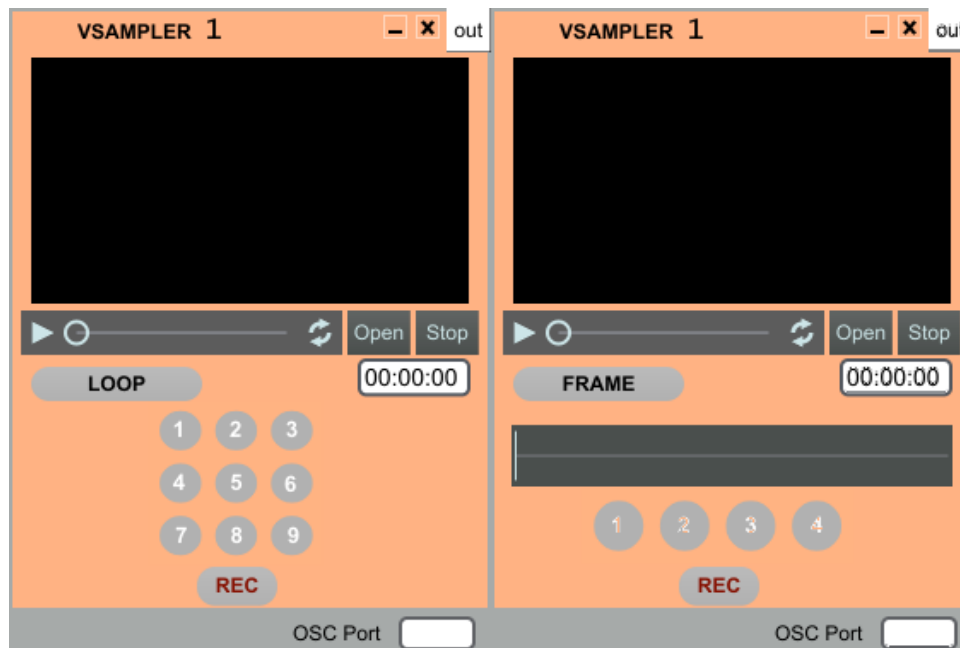 VSAMPLER 1 out
Open Stop
LOOP 00:00:00
1 2 3
4 5 6
7 8 9
REC
OSC Port
VSAMPLER 1 out
Open Stop
FRAME 00:00:00
1 2 3 4
REC
OSC Port